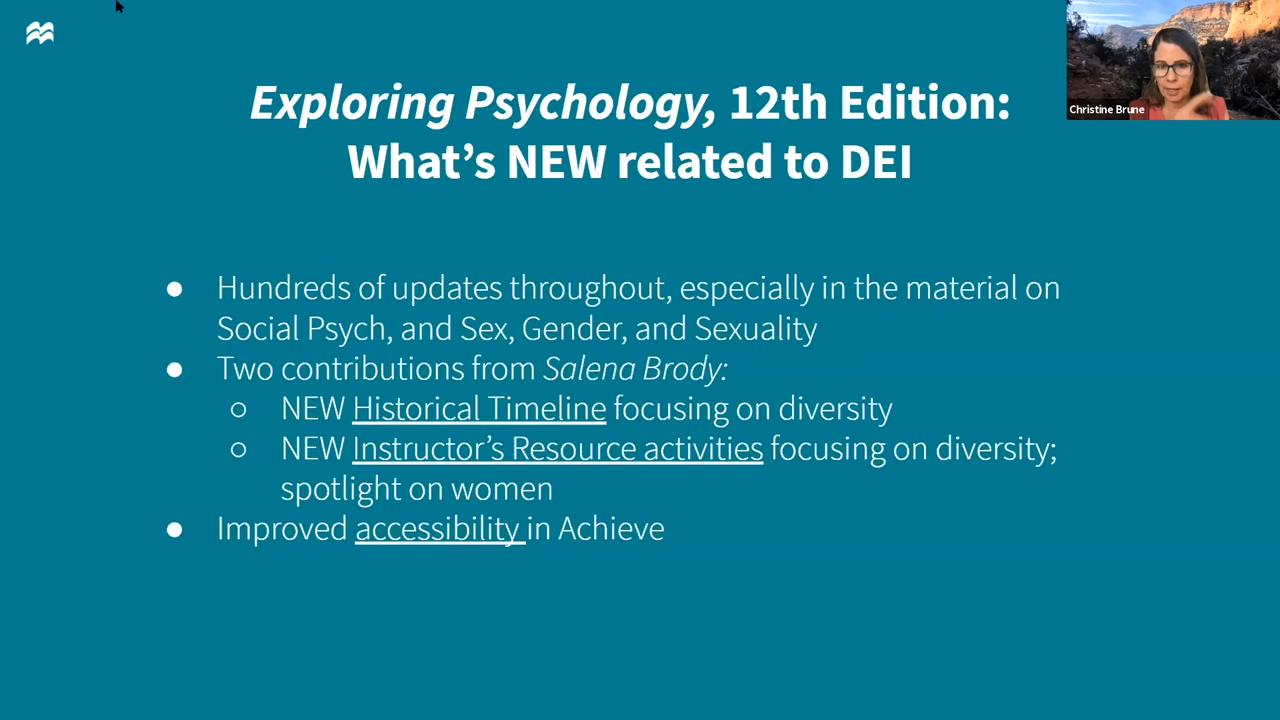 Exploring Psychology, 12th Edition:
What's NEW related to DEI
Christine Brune
● Hundreds of updates throughout, especially in the material on
Social Psych, and Sex, Gender, and Sexuality
● Two contributions from Salena Brody:
○ NEW Historical Timeline focusing on diversity
○ NEW Instructor's Resource activities focusing on diversity;
spotlight on women
● Improved accessibility in Achieve